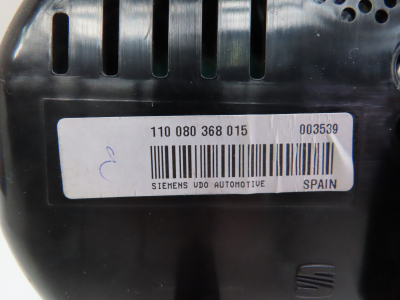 110 080 368 015 003539
SIEMENS VDO AUTOMOTIVE SPAIN